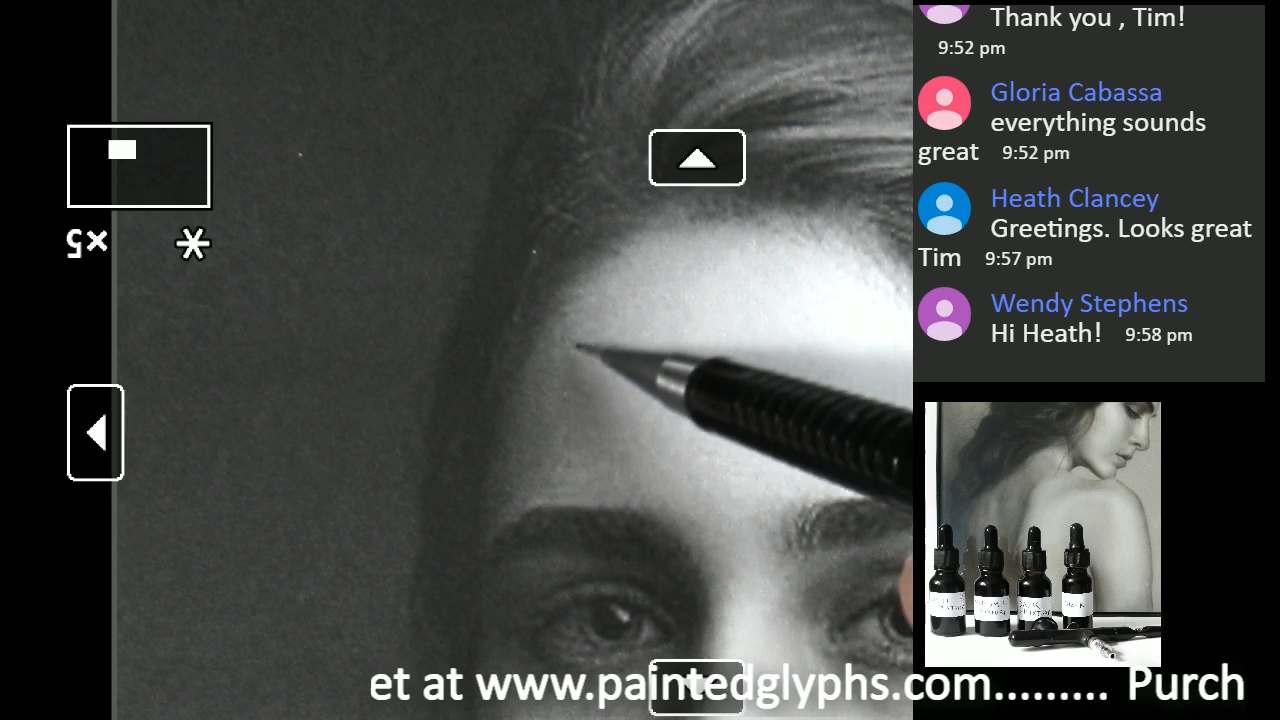 Thank you , Tim!
9:52 pm
Gloria Cabassa
everything sounds
great 9:52 pm
Heath Clancey
Greetings. Looks great
Tim 9:57 pm
Wendy Stephens
Hi Heath! 9:58 pm
×5
et at www.paintedglyphs.com......... Purch